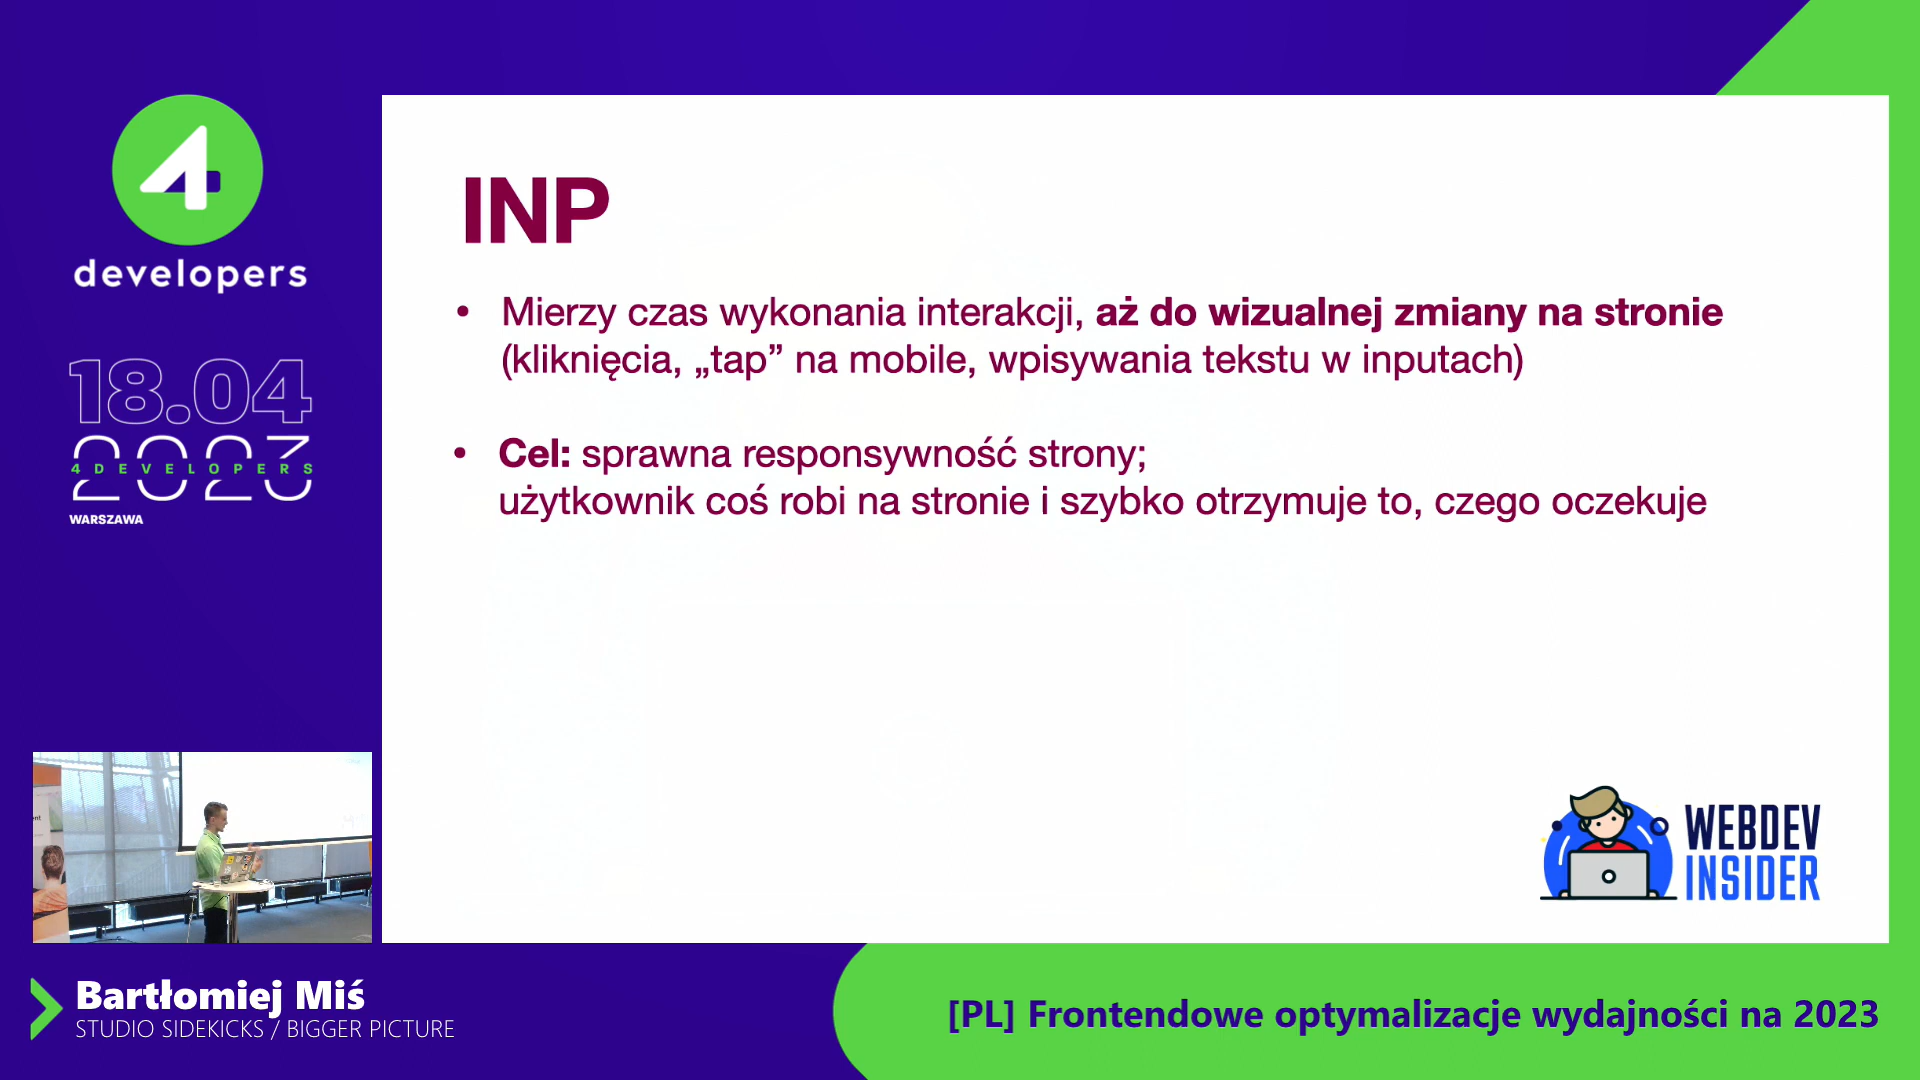 4
developers
18.04
2023
4DEVELOPERS
WARSZAWA
INP
• Mierzy czas wykonania interakcji, aż do wizualnej zmiany na stronie
(kliknięcia, „tap” na mobile, wpisywania tekstu w inputach)
• Cel: sprawna responsywność strony;
użytkownik coś robi na stronie i szybko otrzymuje to, czego oczekuje
WEBDEV
INSIDER
Bartłomiej Miś
STUDIO SIDEKICKS / BIGGER PICTURE
[PL] Frontendowe optymalizacje wydajności na 2023